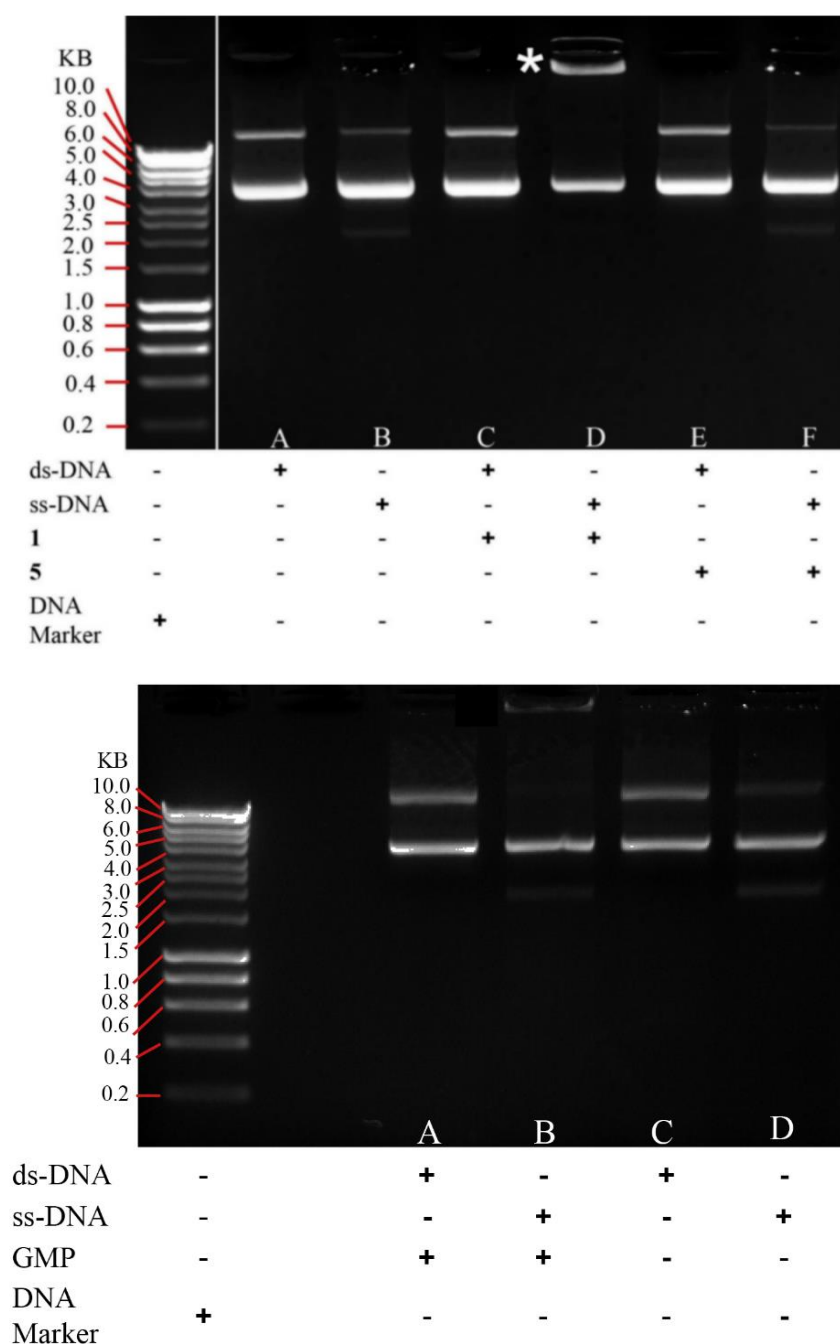 KB
10.0
8.0
6.0
5.0
4.0
3.0
2.5
2.0
1.5
1.0
0.8
0.6
0.4
0.2
*
A B C D E F
ds-DNA - + - + - + -
ss-DNA - - + - + - +
1 - - - + + - -
5 - - - - - + +
DNA
Marker + - - - - - -
KB
10.0
8.0
6.0
5.0
4.0
3.0
2.5
2.0
1.5
1.0
0.8
0.6
0.4
0.2
A B C D
ds-DNA - + - + -
ss-DNA - - + - +
GMP - + + - -
DNA
Marker + - - - -